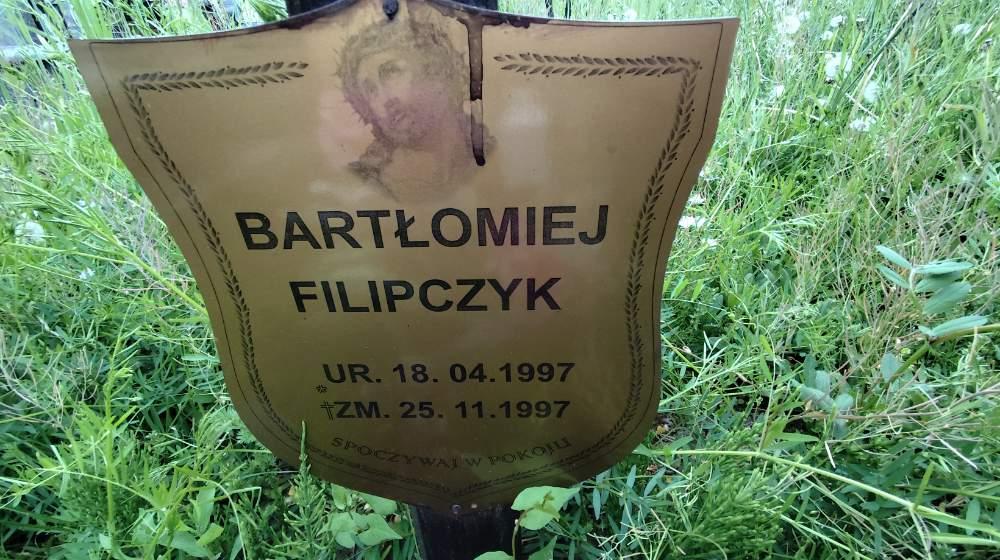 BARTŁOMIEJ
FILIPCZYK
UR. 18. 04.1997
ZM. 25. 11.1997
SPOCZYWAJ W POKOJU